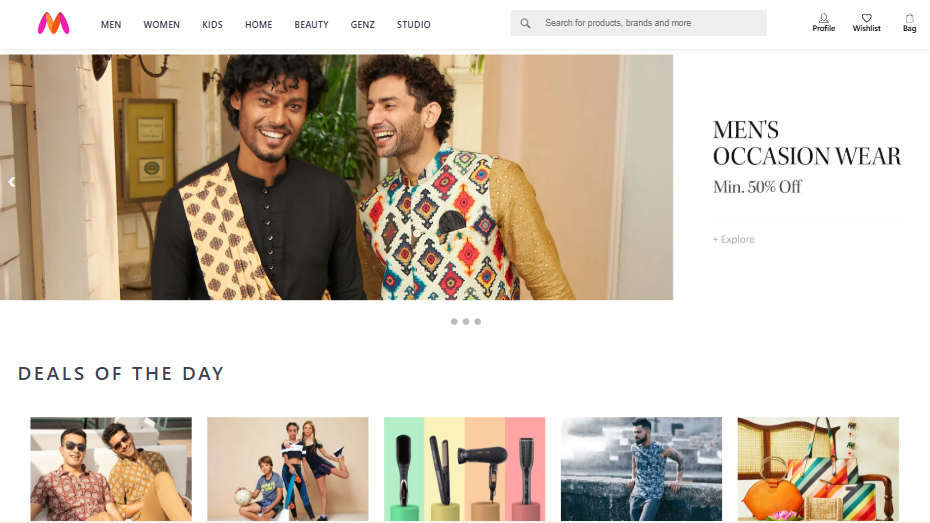 MEN WOMEN KIDS HOME BEAUTY GENZ STUDIO
Search for products, brands and more
Profile Wishlist Bag
MEN'S
OCCASION WEAR
Min. 50% Off
+ Explore
DEALS OF THE DAY